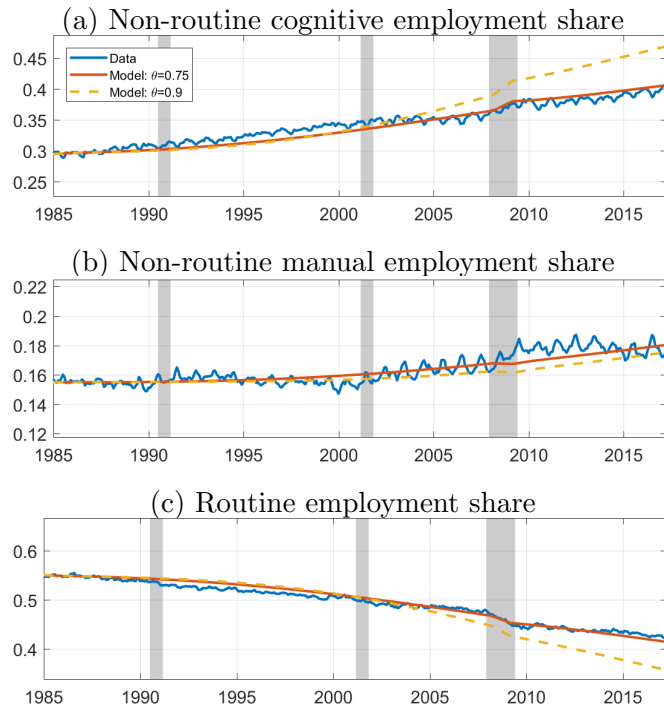 (a) Non-routine cognitive employment share
0.45
0.4
0.35
0.3
0.25
Data
Model: θ=0.75
Model: θ=0.9
1985 1990 1995 2000 2005 2010 2015
(b) Non-routine manual employment share
0.22
0.2
0.18
0.16
0.14
0.12
1985 1990 1995 2000 2005 2010 2015
(c) Routine employment share
0.6
0.5
0.4
1985 1990 1995 2000 2005 2010 2015